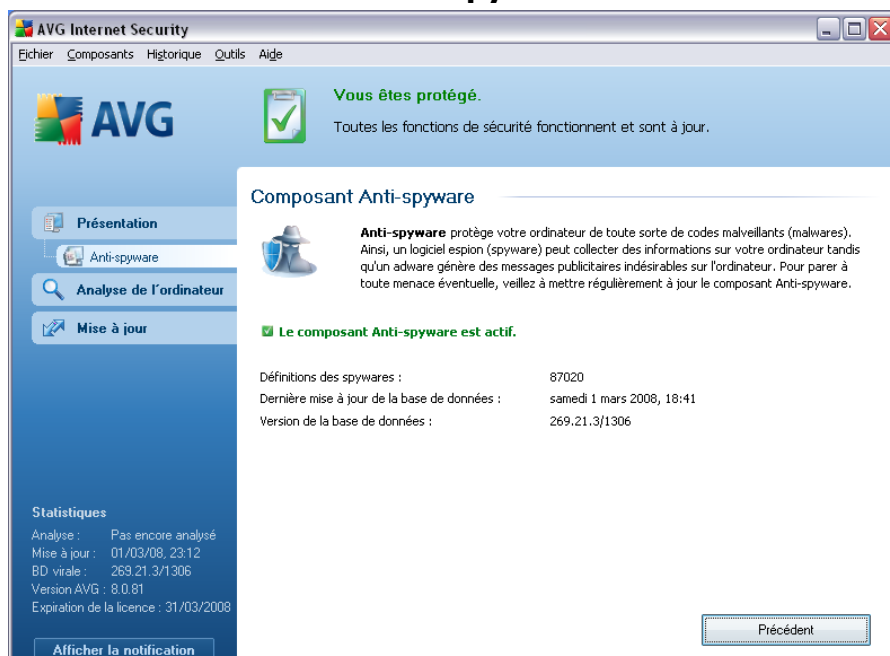 AVG Internet Security
Fichier Composants Historique Outils Aide
AVG
Vous êtes protégé.
Toutes les fonctions de sécurité fonctionnent et sont à jour.
Présentation
Anti-spyware
Analyse de l'ordinateur
Mise à jour
Composant Anti-spyware
Anti-spyware protège votre ordinateur de toute sorte de codes malveillants (malwares).
Ainsi, un logiciel espion (spyware) peut collecter des informations sur votre ordinateur tandis
qu'un adware génère des messages publicitaires indésirables sur l'ordinateur. Pour parer à
toute menace éventuelle, veillez à mettre régulièrement à jour le composant Anti-spyware.
Le composant Anti-spyware est actif.
Définitions des spywares : 87020
Dernière mise à jour de la base de données : samedi 1 mars 2008, 18:41
Version de la base de données : 269.21.3/1306
Statistiques
Analyse : Pas encore analysé
Mise à jour : 01/03/08, 23:12
BD virale : 269.21.3/1306
Version AVG : 8.0.81
Expiration de la licence : 31/03/2008
Afficher la notification
Précédent